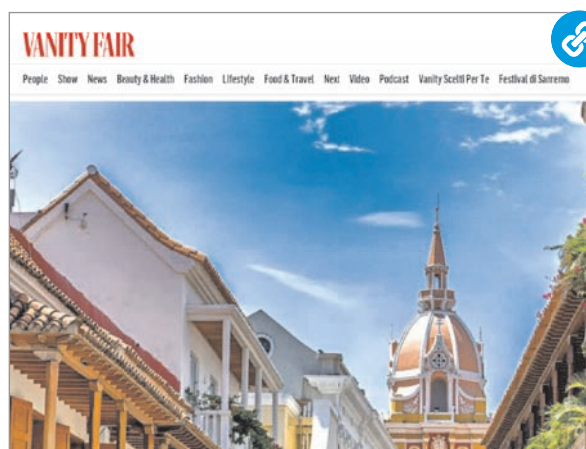 VANITY FAIR
People Show News Beauty & Health Fashion Lifestyle Food & Travel Next Video Podcast Vanity Scelti Per Te Festival di Sanremo